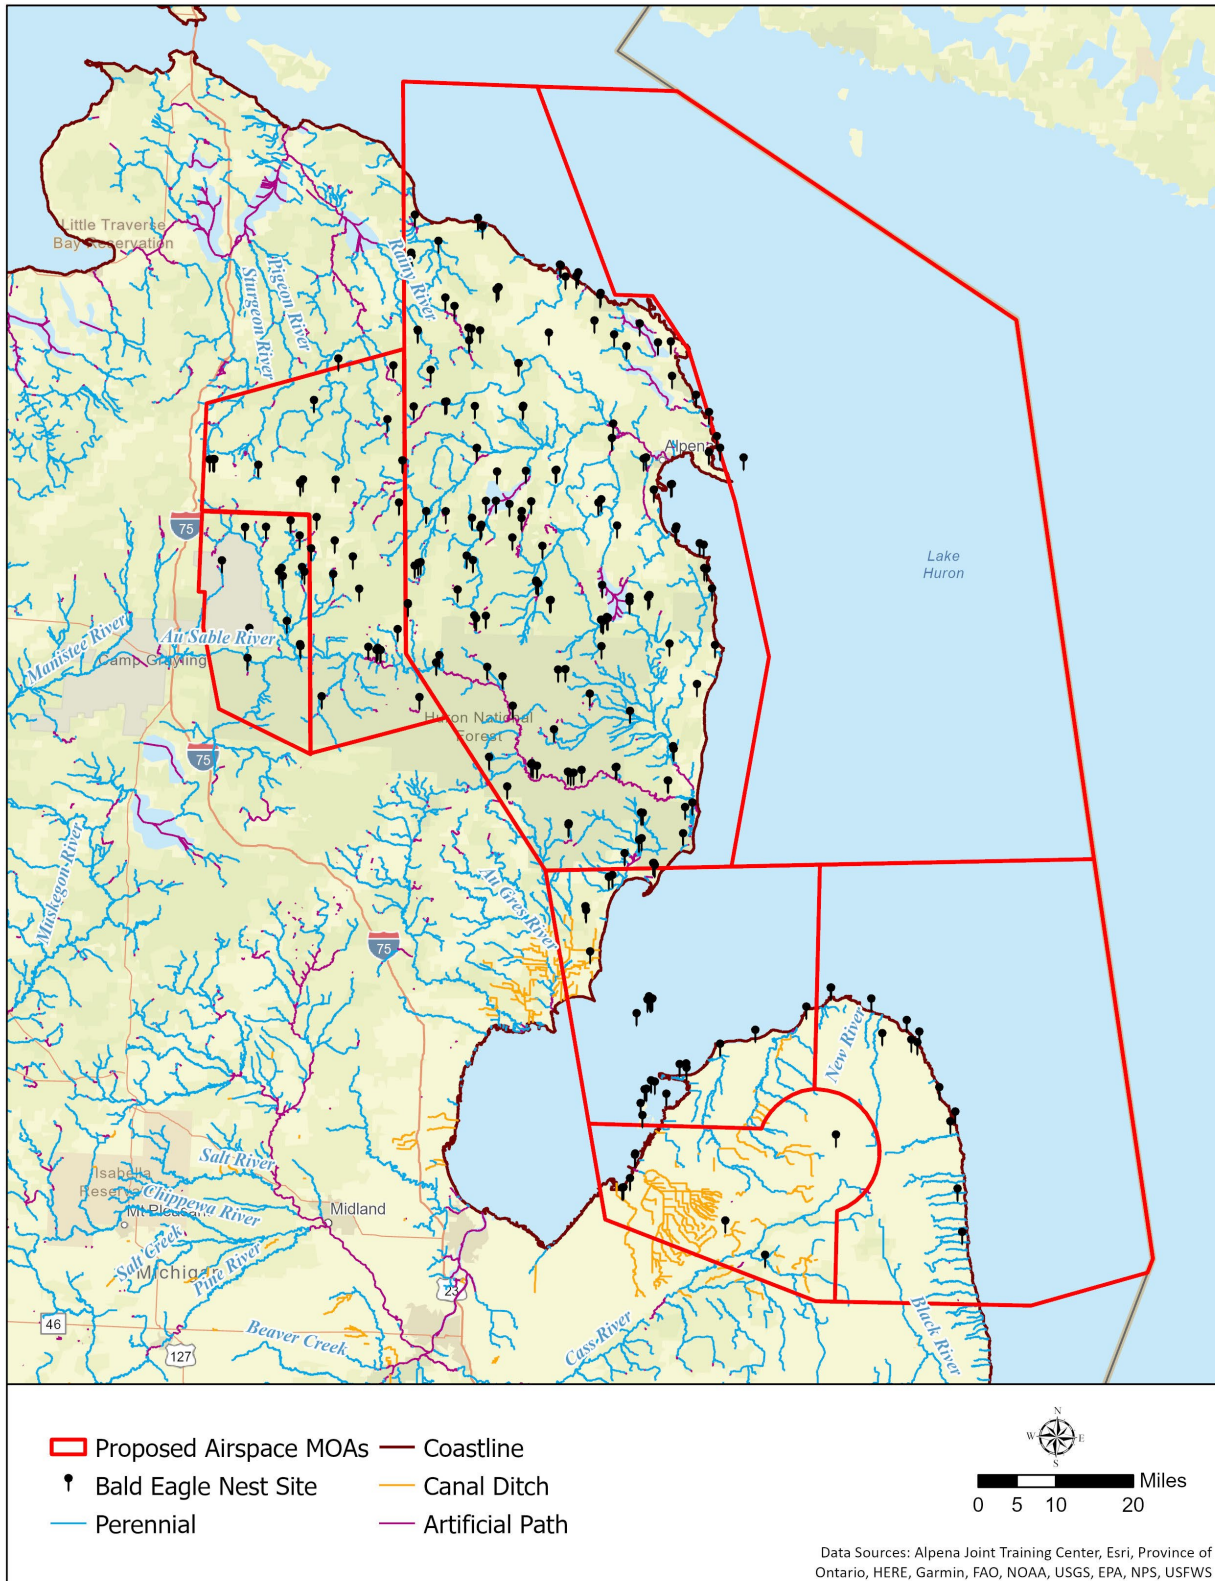 Little Traverse
Bay Reservation
Rainy River
Pigeon River
Sturgeon River
Alpena
75
Lake
Huron
Manistee River
Au Sable River
Camp Grayling
Huron National
Forest
75
Muskegon River
Au Gres River
75
New River
Isabella
Reserva
Salt River
Chippewa River
Mt Pleasan
Midland
Salt Creek
Pine River
Michigan
23
46
127
Beaver Creek
Cass River
Black River
Proposed Airspace MOAs
Coastline
Bald Eagle Nest Site
Canal Ditch
Perennial
Artificial Path
N
W E
S
Miles
0 5 10 20
Data Sources: Alpena Joint Training Center, Esri, Province of
Ontario, HERE, Garmin, FAO, NOAA, USGS, EPA, NPS, USFWS